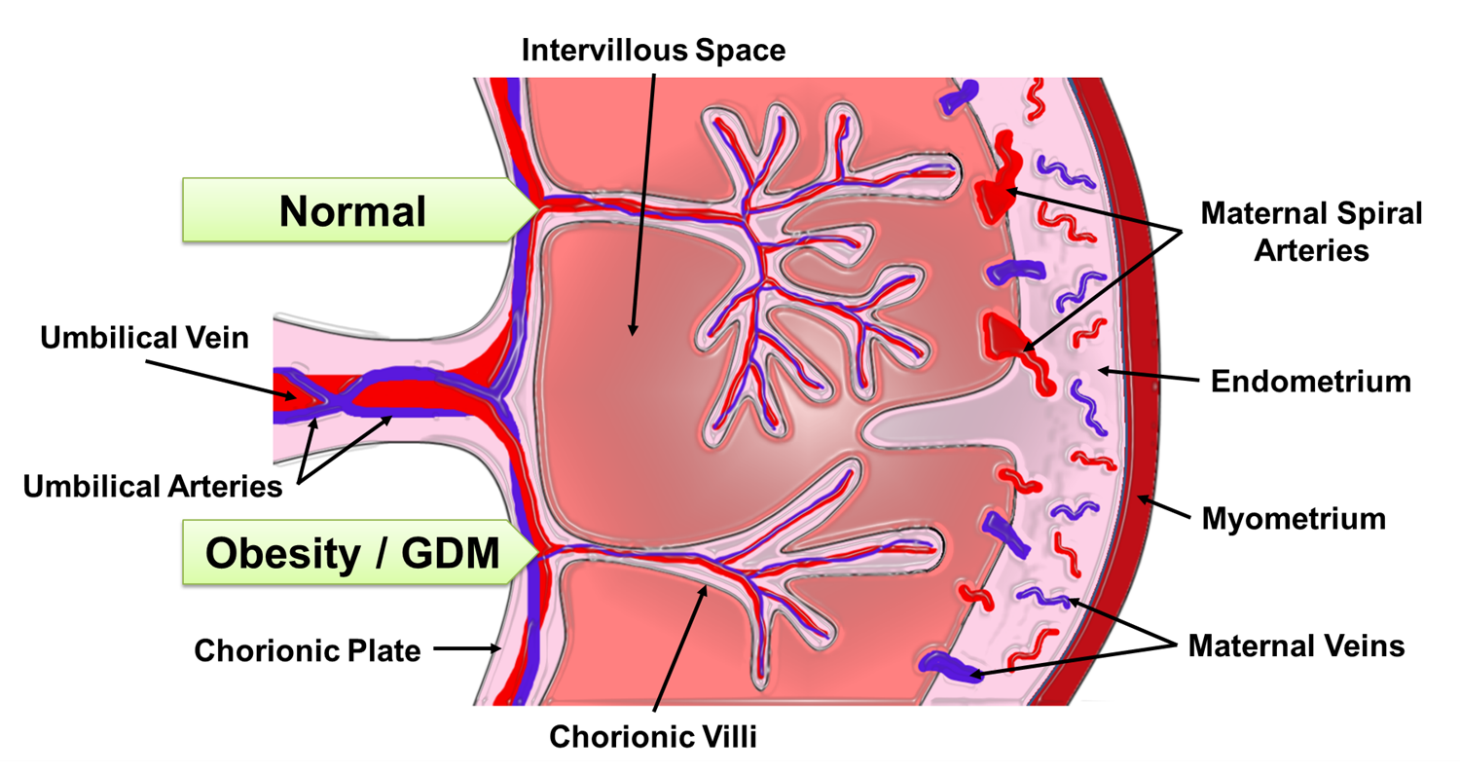 Intervillous Space
Normal
Maternal Spiral
Arteries
Umbilical Vein
Endometrium
Umbilical Arteries
Myometrium
Obesity / GDM
Chorionic Plate
Maternal Veins
Chorionic Villi